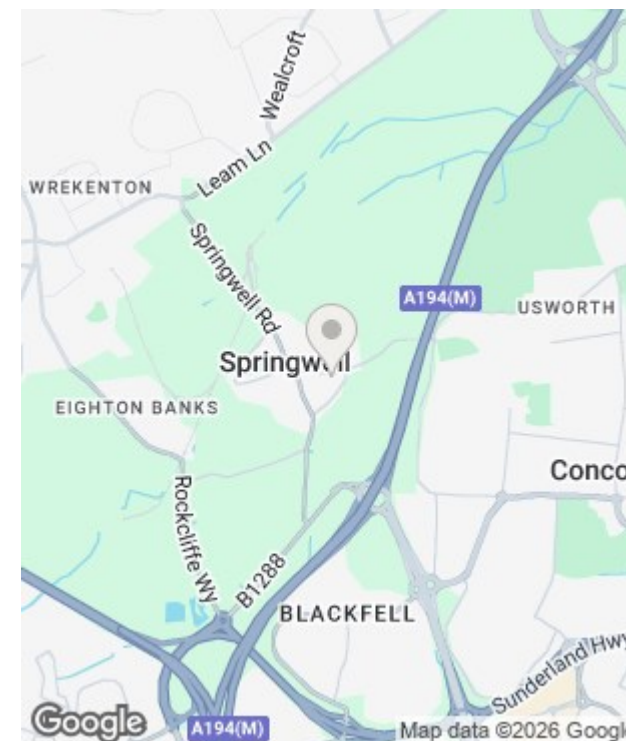 Wealcroft
Leam Ln
WREKENTON
Springwell Rd
A194(M)
USWORTH
Springwell
EIGHTON BANKS
Conco
Rockcliffe Wy
B1288
BLACKFELL
Sunderland Hwy
Google
A194(M)
Map data ©2026 Google